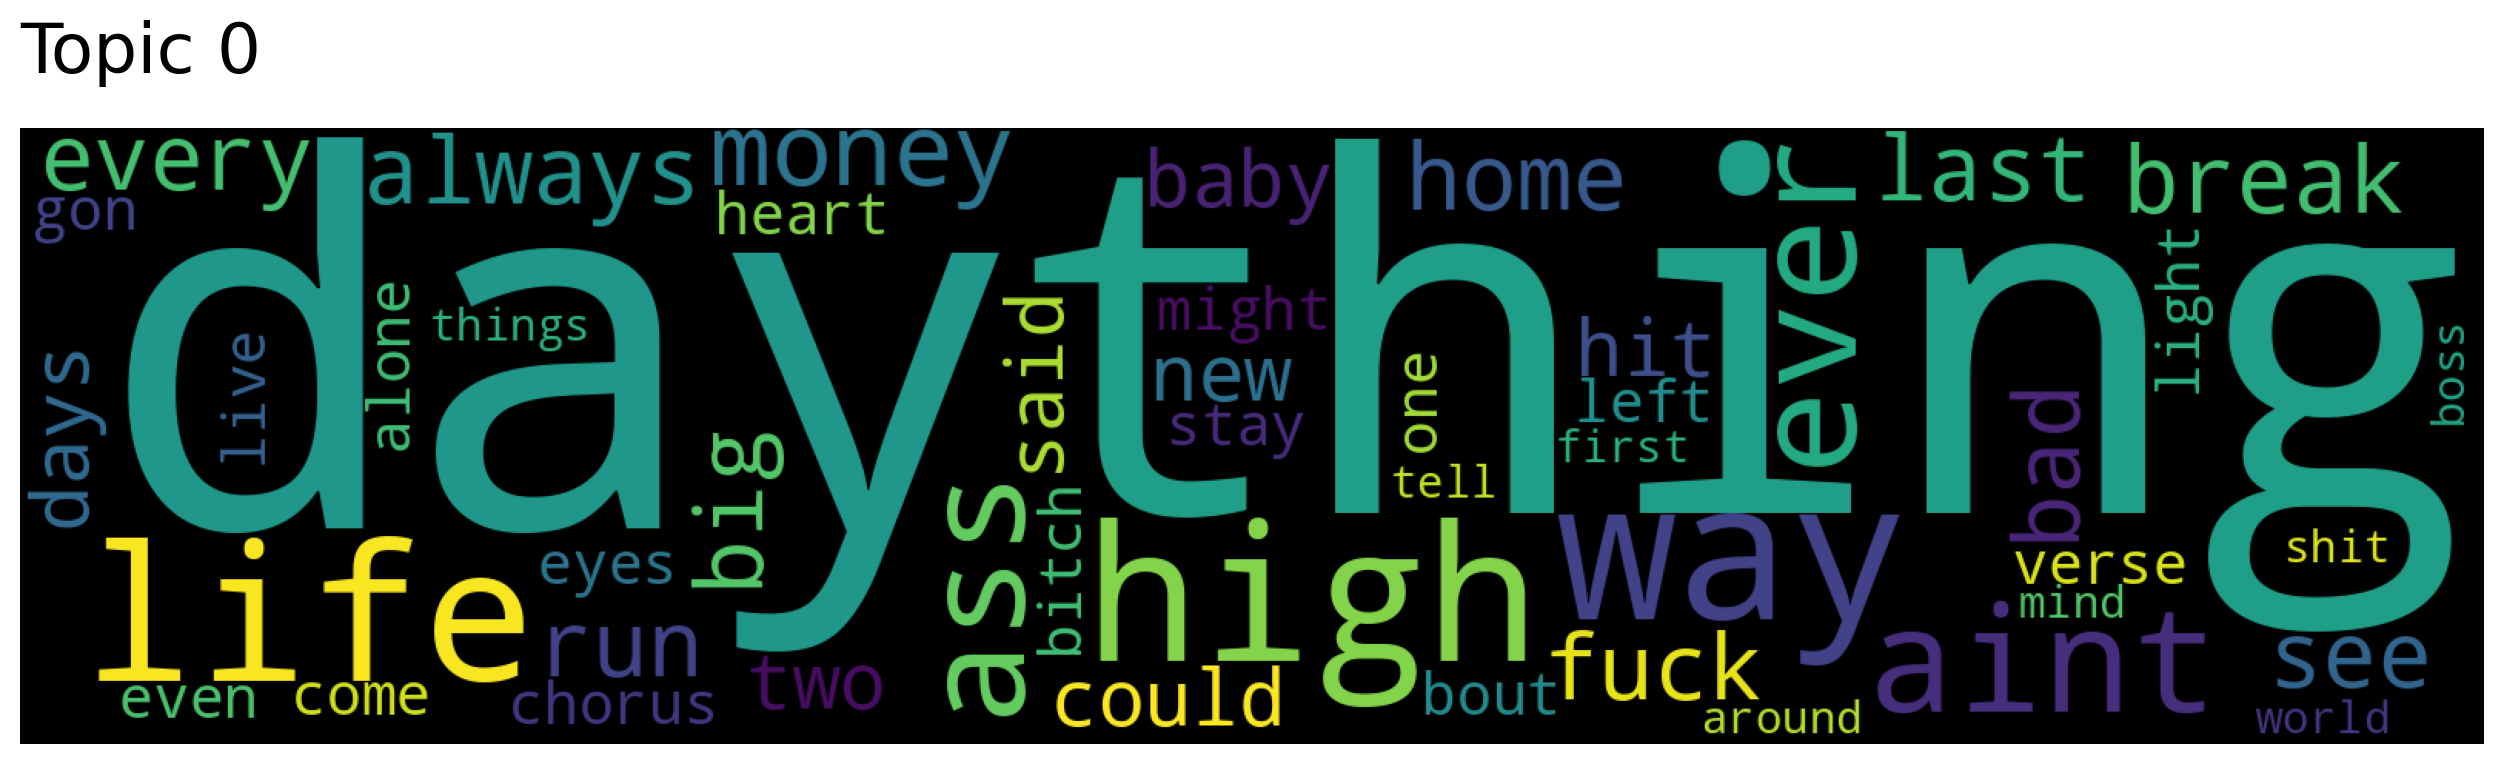 Topic 0
every
always
money
baby
home
ever
last
break
gon
heart
day
thing
light
things
alone
live
days
said
might
new
stay
one
tell
hit
left
first
boss
big
ass
bitch
bad
life
eyes
high
way
verse
shit
mind
run
fuck
aint
see
even
come
chorus
two
could
bout
around
world